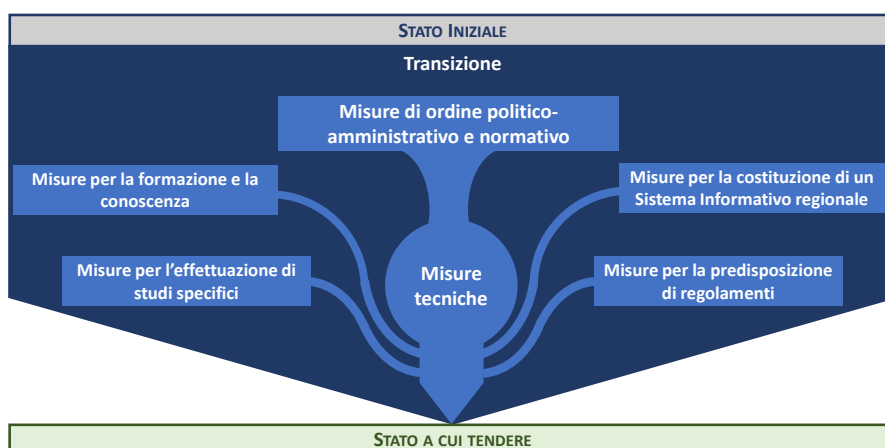 STATO INIZIALE
Transizione
Misure di ordine politico-
amministrativo e normativo
Misure per la formazione e la
conoscenza
Misure per la costituzione di un
Sistema Informativo regionale
Misure per l'effettuazione di
studi specifici
Misure
tecniche
Misure per la predisposizione
di regolamenti
STATO A CUI TENDERE